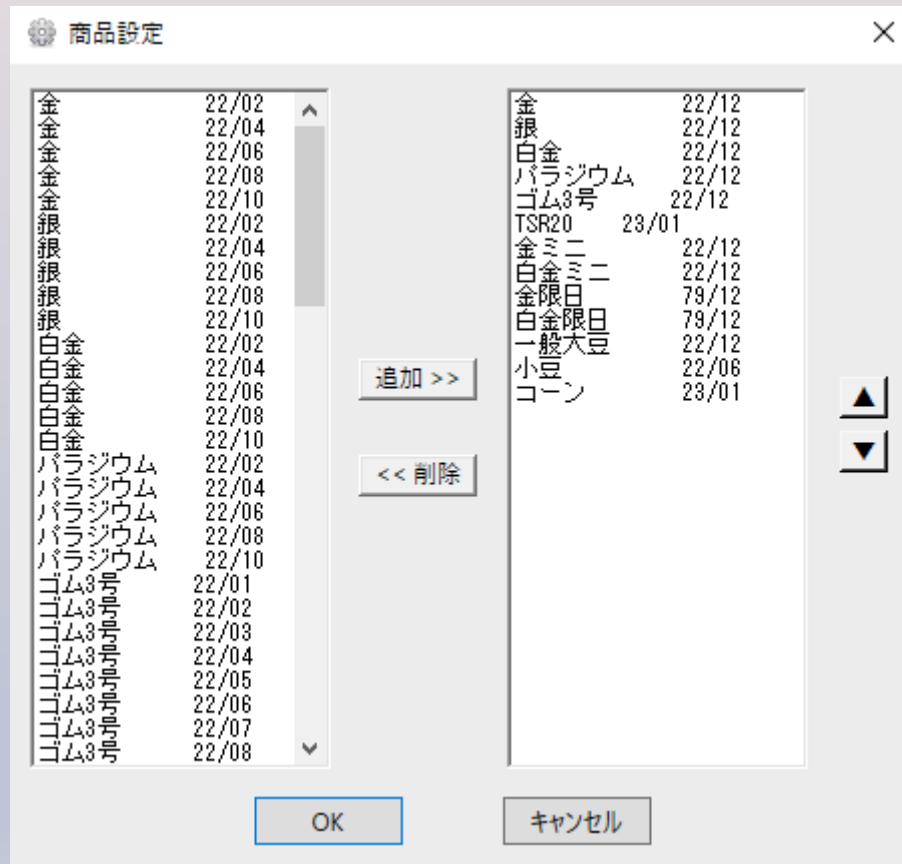 商品設定
金 22/02
金 22/04
金 22/06
金 22/08
金 22/10
銀 22/02
銀 22/04
銀 22/06
銀 22/08
銀 22/10
白金 22/02
白金 22/04
白金 22/06
白金 22/08
白金 22/10
パラジウム 22/02
パラジウム 22/04
パラジウム 22/06
パラジウム 22/08
パラジウム 22/10
ゴム3号 22/01
ゴム3号 22/02
ゴム3号 22/03
ゴム3号 22/04
ゴム3号 22/05
ゴム3号 22/06
ゴム3号 22/07
ゴム3号 22/08
追加 >>
<< 削除
金 22/12
銀 22/12
白金 22/12
パラジウム 22/12
ゴム3号 22/12
TSR20 23/01
金ミニ 22/12
白金ミニ 22/12
金限日 79/12
白金限日 79/12
一般大豆 22/12
小豆 22/06
コーン 23/01
▲
▼
OK
キャンセル